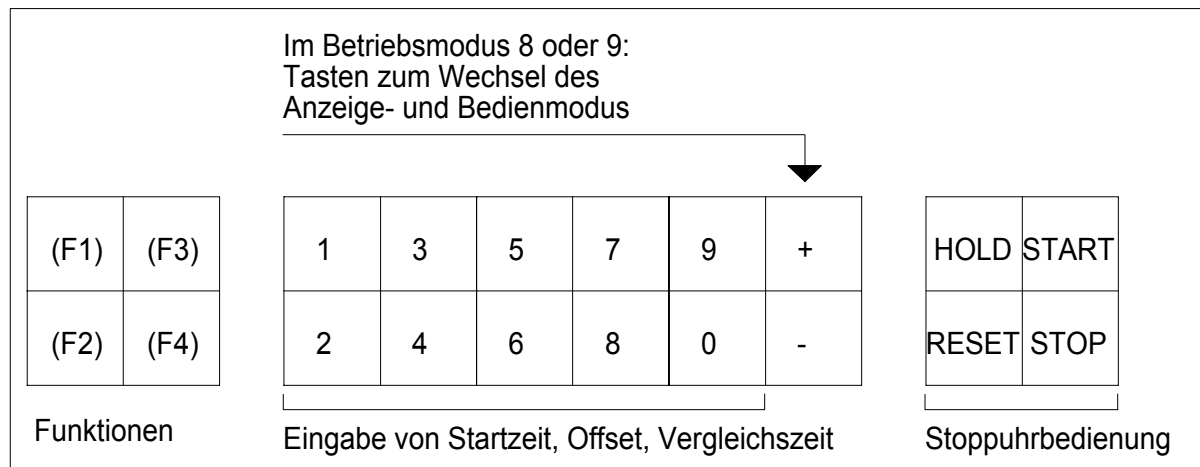 Im Betriebsmodus 8 oder 9:
Tasten zum Wechsel des
Anzeige- und Bedienmodus
(F1) (F3) 1 3 5 7 9 + HOLD START
(F2) (F4) 2 4 6 8 0 - RESET STOP
Funktionen Eingabe von Startzeit, Offset, Vergleichszeit Stoppuhrbedienung